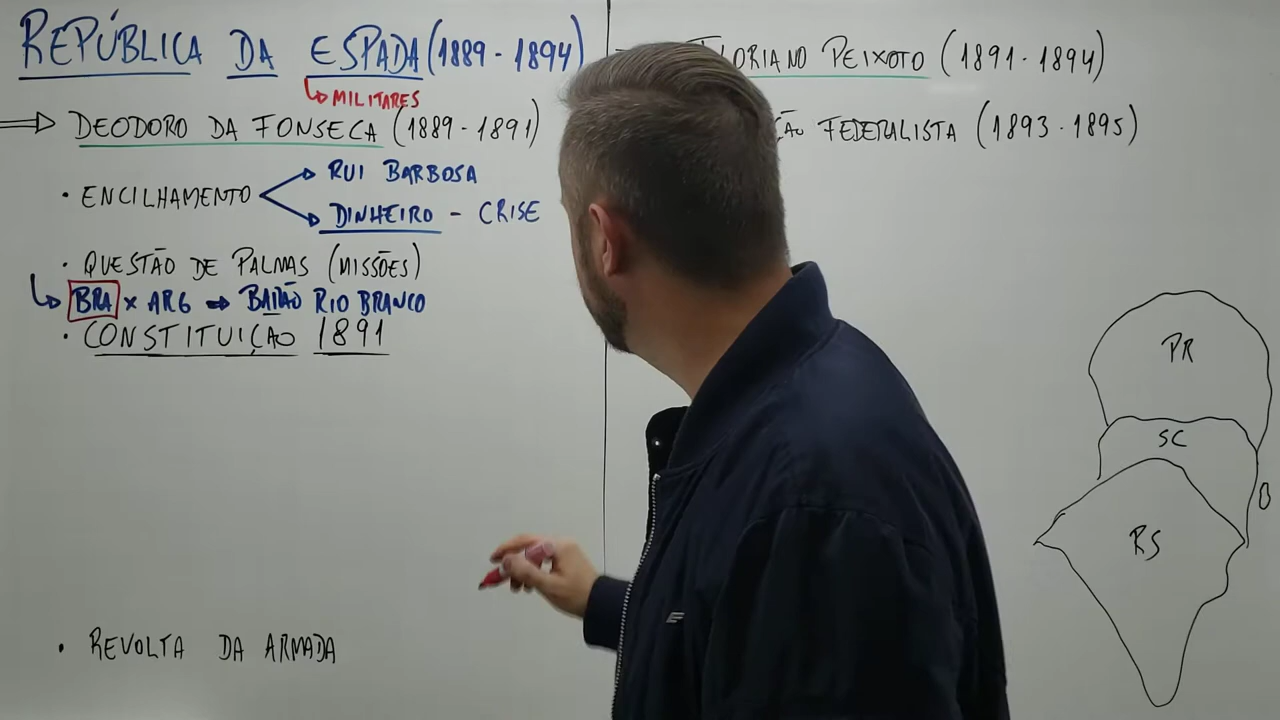 REPÚBLICA DA ESPADA (1889 - 1894)
MILITARES
DEODORO DA FONSECA (1889 - 1891)
• ENCILHAMENTO
RUI BARBOSA
DINHEIRO - CRISE
• QUESTÃO DE PALMAS (MISSÕES)
BRA x ARG → BARÃO RIO BRANCO
• CONSTITUIÇÃO 1891
• REVOLTA DA ARMADA
LORIANO PEIXOTO (1891 - 1894)
ÃO FEDERALISTA (1893 - 1895)
PR
SC
RS